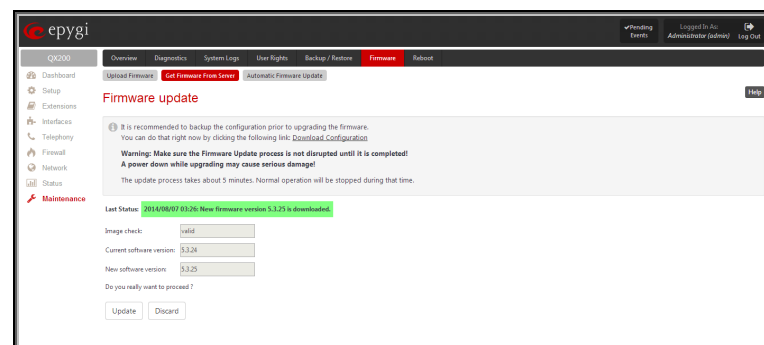 epygi
Pending Events
Logged In As:
Administrator (admin)
Log Out
QX200
Overview Diagnostics System Logs User Rights Backup / Restore Firmware Reboot
Dashboard
Setup
Extensions
Interfaces
Telephony
Firewall
Network
Status
Maintenance
Upload Firmware Get Firmware From Server Automatic Firmware Update
Firmware update
Help
It is recommended to backup the configuration prior to upgrading the firmware.
You can do that right now by clicking the following link: Download Configuration
Warning: Make sure the Firmware Update process is not disrupted until it is completed!
A power down while upgrading may cause serious damage!
The update process takes about 5 minutes. Normal operation will be stopped during that time.
Last Status: 2014/08/07 03:26: New firmware version 5.3.25 is downloaded.
Image check: valid
Current software version: 5.3.24
New software version: 5.3.25
Do you really want to proceed ?
Update Discard